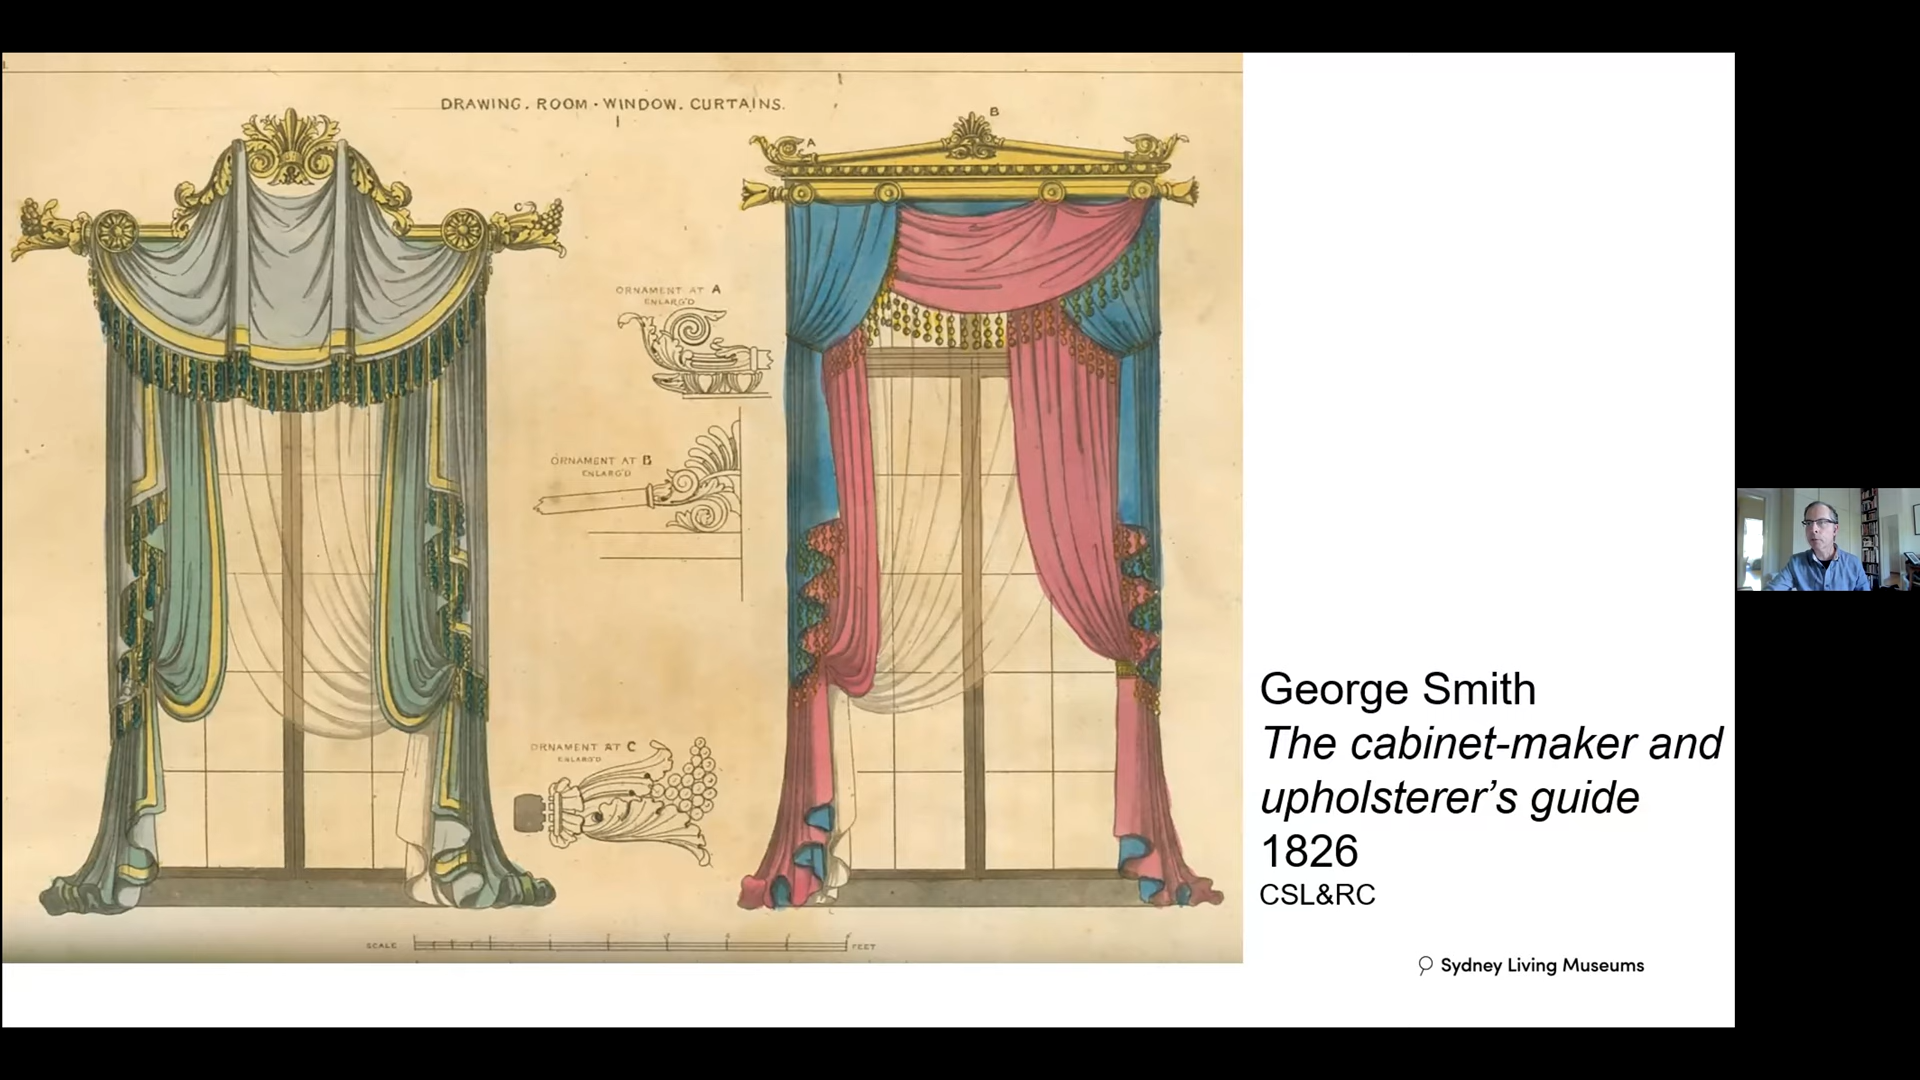 DRAWING. ROOM · WINDOW. CURTAINS.
B
A
C
ORNAMENT AT A
ENLARG'D
ORNAMENT AT B
ENLARG'D
ORNAMENT AT C
ENLARG'D
SCALE
FEET
George Smith
The cabinet-maker and
upholsterer's guide
1826
CSL&RC
Sydney Living Museums